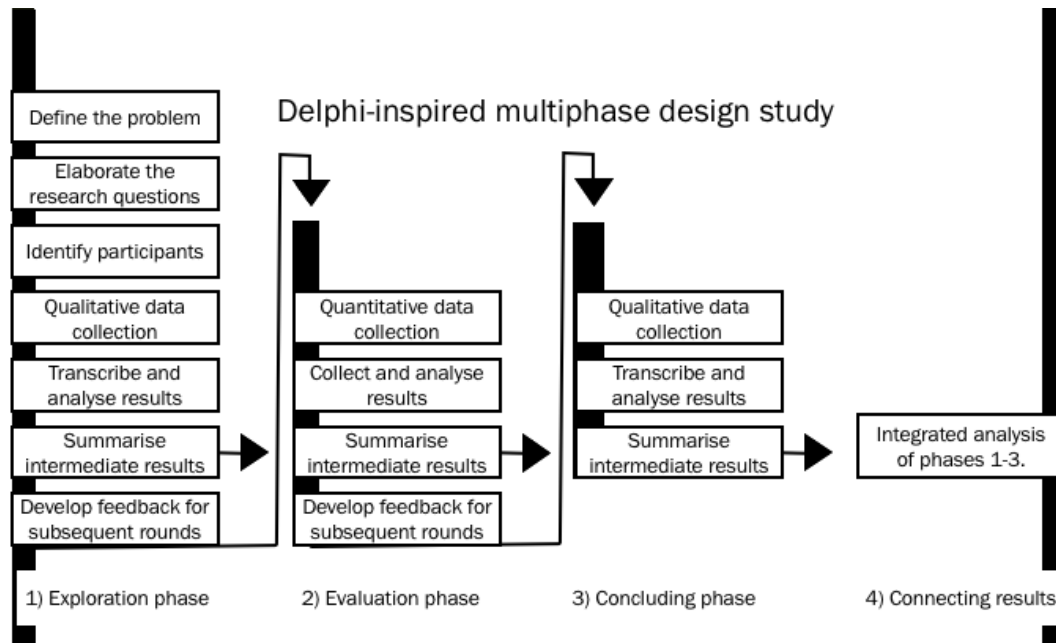 Delphi-inspired multiphase design study
Define the problem
Elaborate the
research questions
Identify participants
Qualitative data
collection
Transcribe and
analyse results
Summarise
intermediate results
Develop feedback for
subsequent rounds
1) Exploration phase
Quantitative data
collection
Collect and analyse
results
Summarise
intermediate results
Develop feedback for
subsequent rounds
2) Evaluation phase
Qualitative data
collection
Transcribe and
analyse results
Summarise
intermediate results
3) Concluding phase
Integrated analysis
of phases 1-3.
4) Connecting results